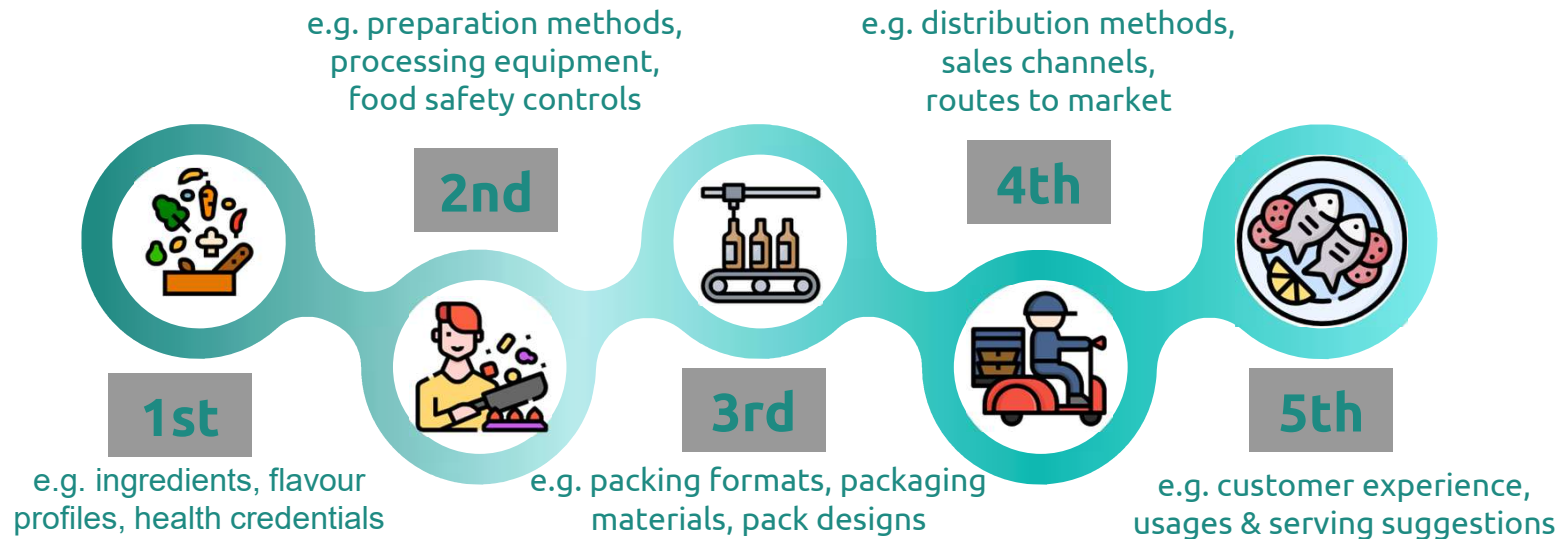 1st
e.g. ingredients, flavour
profiles, health credentials
e.g. preparation methods,
processing equipment,
food safety controls
2nd
3rd
e.g. packing formats, packaging
materials, pack designs
e.g. distribution methods,
sales channels,
routes to market
4th
5th
e.g. customer experience,
usages & serving suggestions